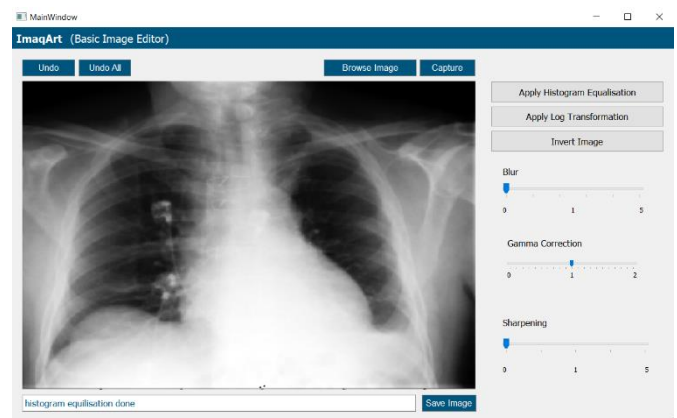 MainWindow
ImaqArt (Basic Image Editor)
Undo Undo All Browse Image Capture
Apply Histogram Equalisation
Apply Log Transformation
Invert Image
Blur
0 1 5
Gamma Correction
0 1 2
Sharpening
0 1 5
histogram equilisation done Save Image